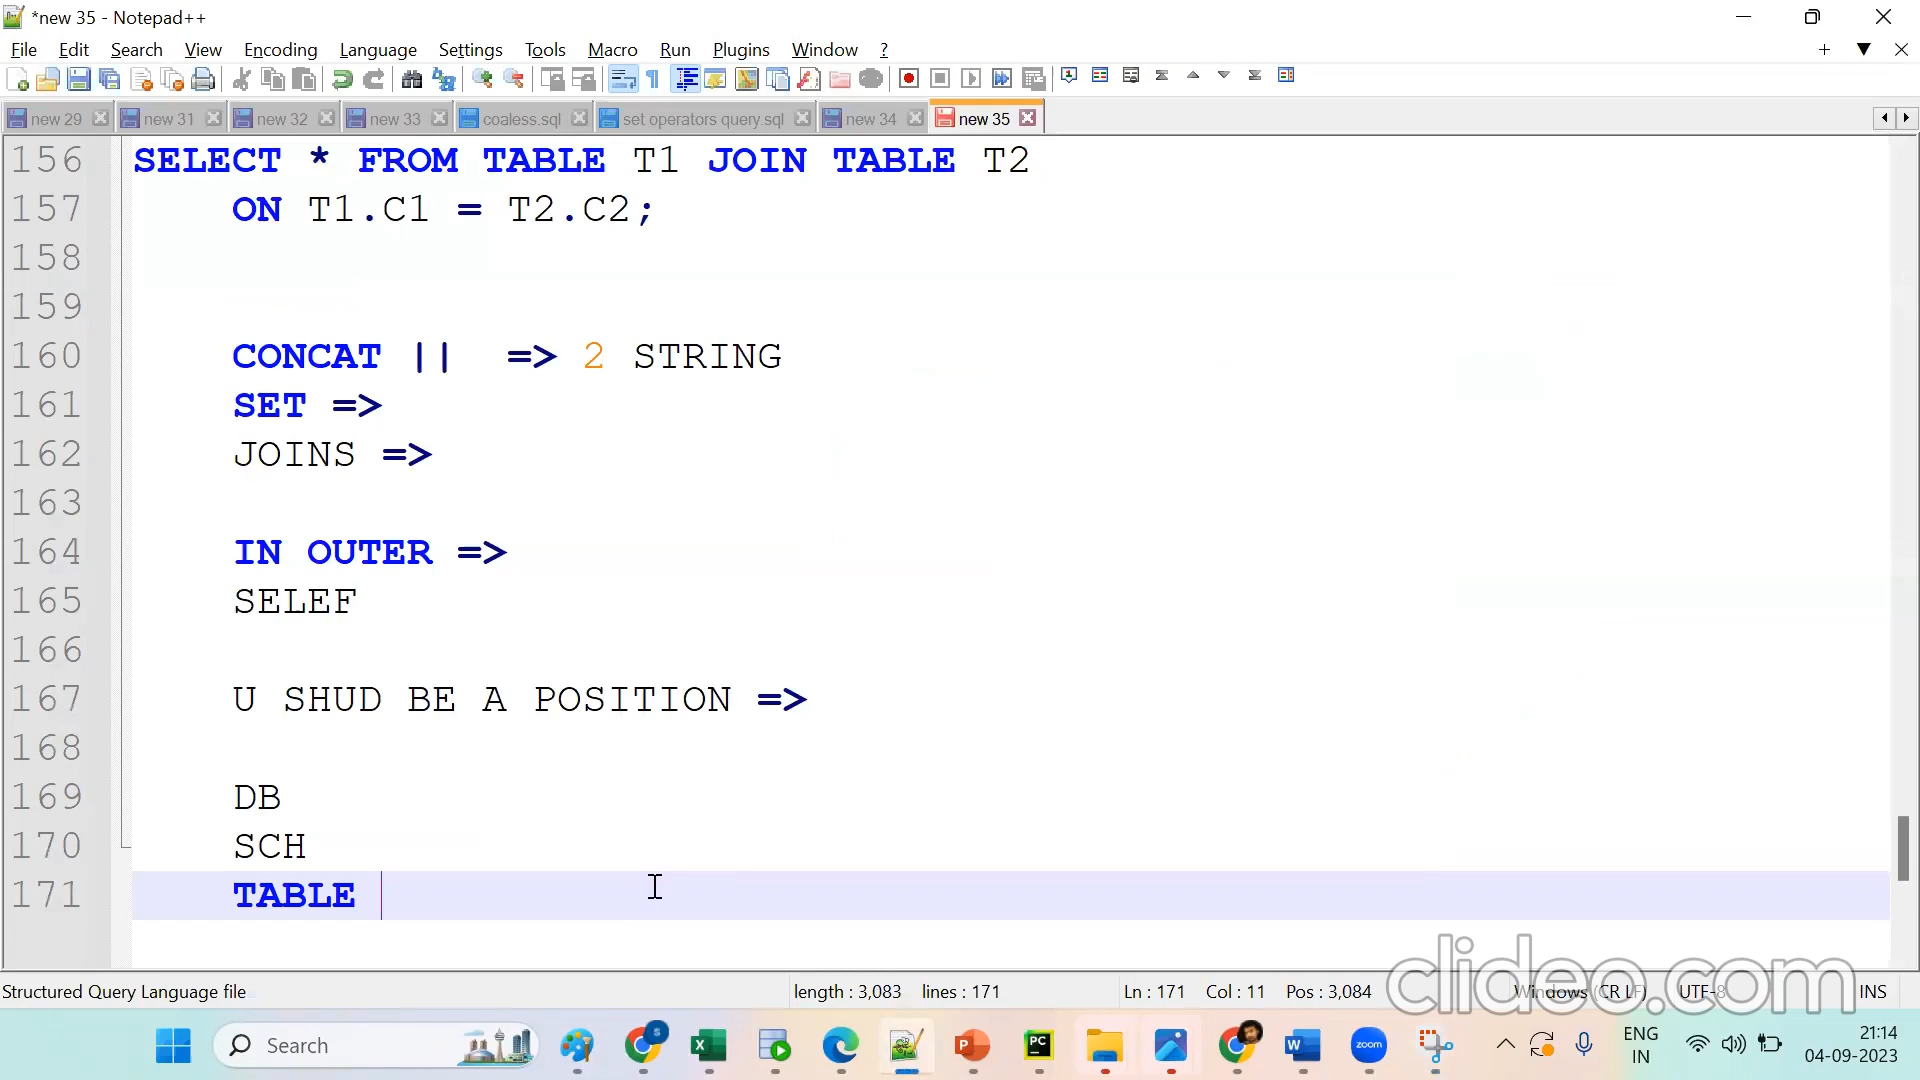 *new 35 - Notepad++
File Edit Search View Encoding Language Settings Tools Macro Run Plugins Window ?
new 29 new 31 new 32 new 33 coaless.sql set operators query.sql new 34 new 35
156 SELECT * FROM TABLE T1 JOIN TABLE T2
157 ON T1.C1 = T2.C2;
158
159
160 CONCAT || => 2 STRING
161 SET =>
162 JOINS =>
163
164 IN OUTER =>
165 SELEF
166
167 U SHUD BE A POSITION =>
168
169 DB
170 SCH
171 TABLE
clideo.com
Structured Query Language file length : 3,083 lines : 171 Ln : 171 Col : 11 Pos : 3,084 Windows (CR LF) UTF-8 INS
Search ENG 21:14
IN 04-09-2023